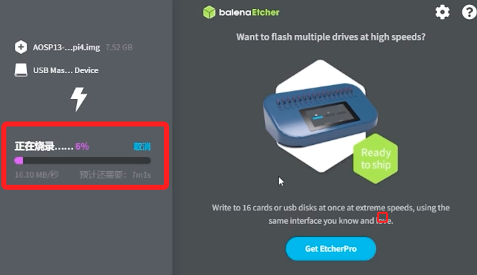 balenaEtcher
AOSP13-...pi4.img 7.52 GB
USB Mas... Device
正在烧录...... 6% 取消
16.10 MB/秒 预计还需要：7m1s
Want to flash multiple drives at high speeds?
Ready
to ship
Write to 16 cards or usb disks at once at extreme speeds, using the
same interface you know and love.
Get EtcherPro